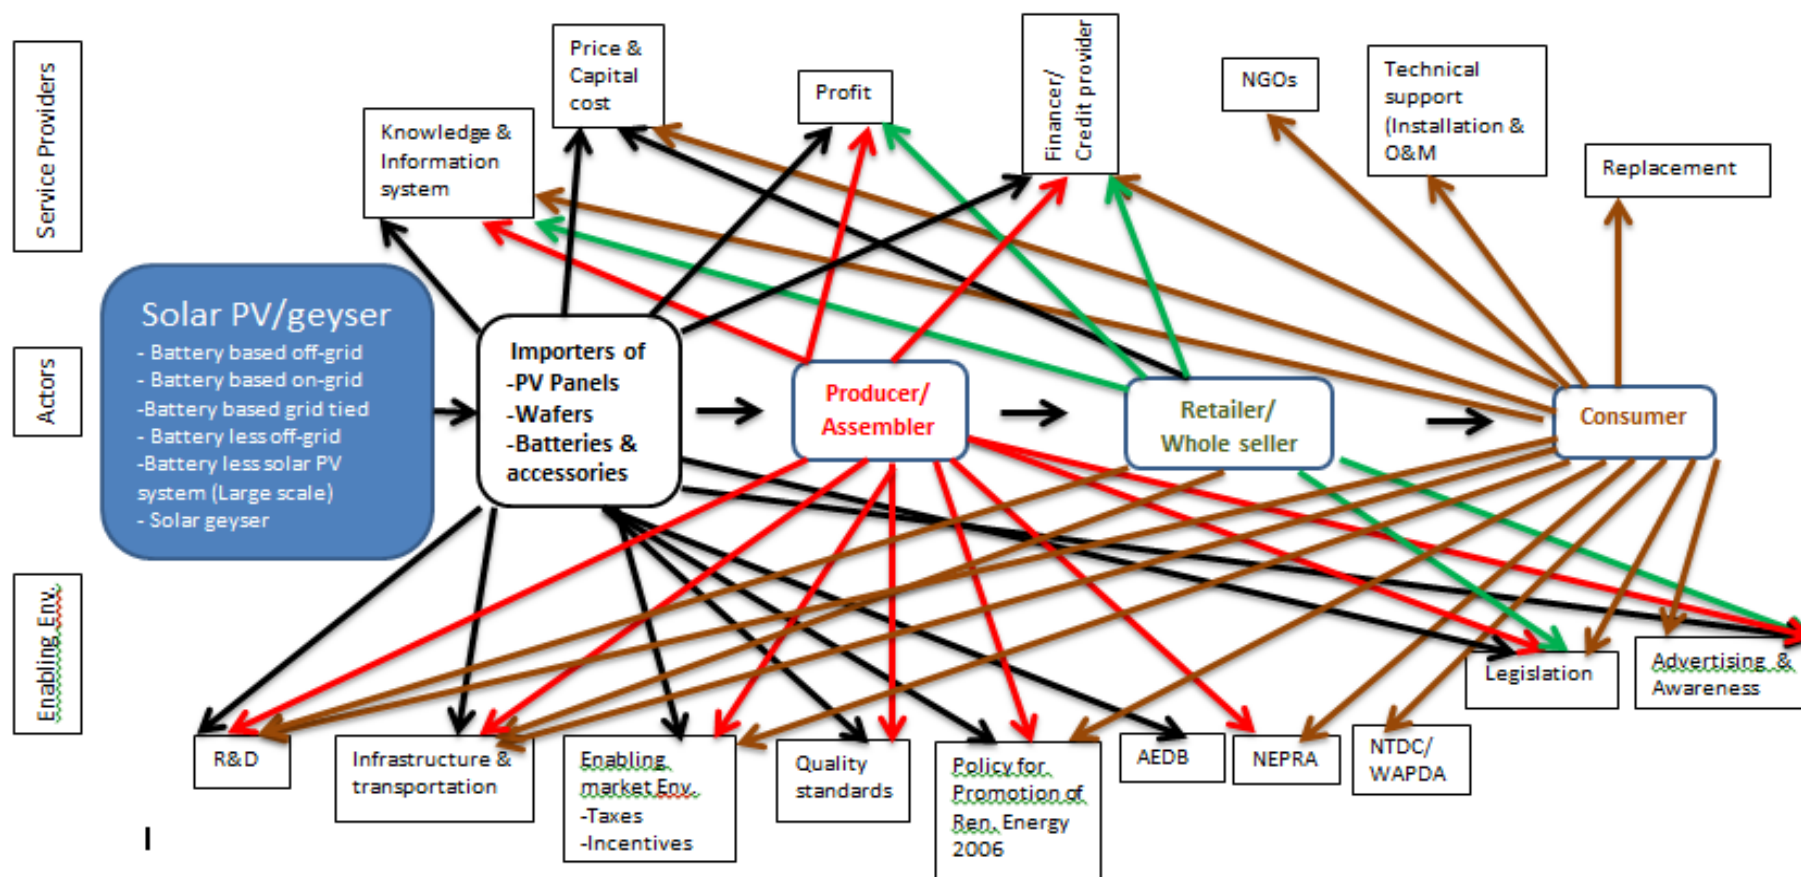 Service Providers
Price &
Capital
cost
Profit
Financer/
Credit provider
NGOs
Technical
support
(Installation &
O&M
Knowledge &
Information
system
Replacement
Actors
Solar PV/geyser
- Battery based off-grid
- Battery based on-grid
-Battery based grid tied
- Battery less off-grid
-Battery less solar PV
system (Large scale)
- Solar geyser
Importers of
-PV Panels
-Wafers
-Batteries &
accessories
Producer/
Assembler
Retailer/
Whole seller
Consumer
Enabling Env.
R&D
Infrastructure &
transportation
Enabling
market Env.
-Taxes
-Incentives
Quality
standards
Policy for
Promotion of
Ren. Energy
2006
AEDB
NEPRA
NTDC/
WAPDA
Legislation
Advertising &
Awareness
I